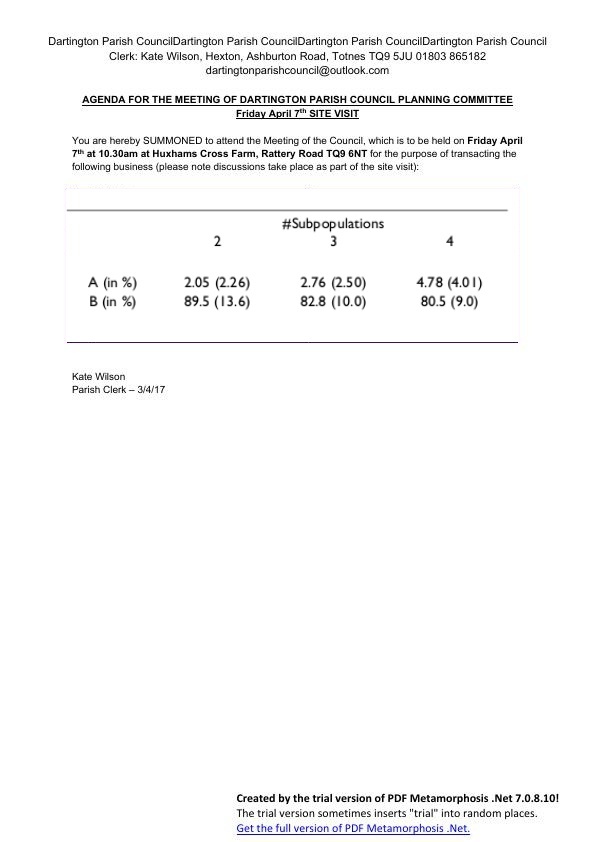 Dartington Parish CouncilDartington Parish CouncilDartington Parish CouncilDartington Parish Council
Clerk: Kate Wilson, Hexton, Ashburton Road, Totnes TQ9 5JU 01803 865182
dartingtonparishcouncil@outlook.com
AGENDA FOR THE MEETING OF DARTINGTON PARISH COUNCIL PLANNING COMMITTEE
Friday April 7th SITE VISIT
You are hereby SUMMONED to attend the Meeting of the Council, which is to be held on Friday April
7th at 10.30am at Huxhams Cross Farm, Rattery Road TQ9 6NT for the purpose of transacting the
following business (please note discussions take place as part of the site visit):
#Subpopulations
2 3 4
A (in %) 2.05 (2.26) 2.76 (2.50) 4.78 (4.01)
B (in %) 89.5 (13.6) 82.8 (10.0) 80.5 (9.0)
Kate Wilson
Parish Clerk – 3/4/17
Created by the trial version of PDF Metamorphosis .Net 7.0.8.10!
The trial version sometimes inserts "trial" into random places.
Get the full version of PDF Metamorphosis .Net.